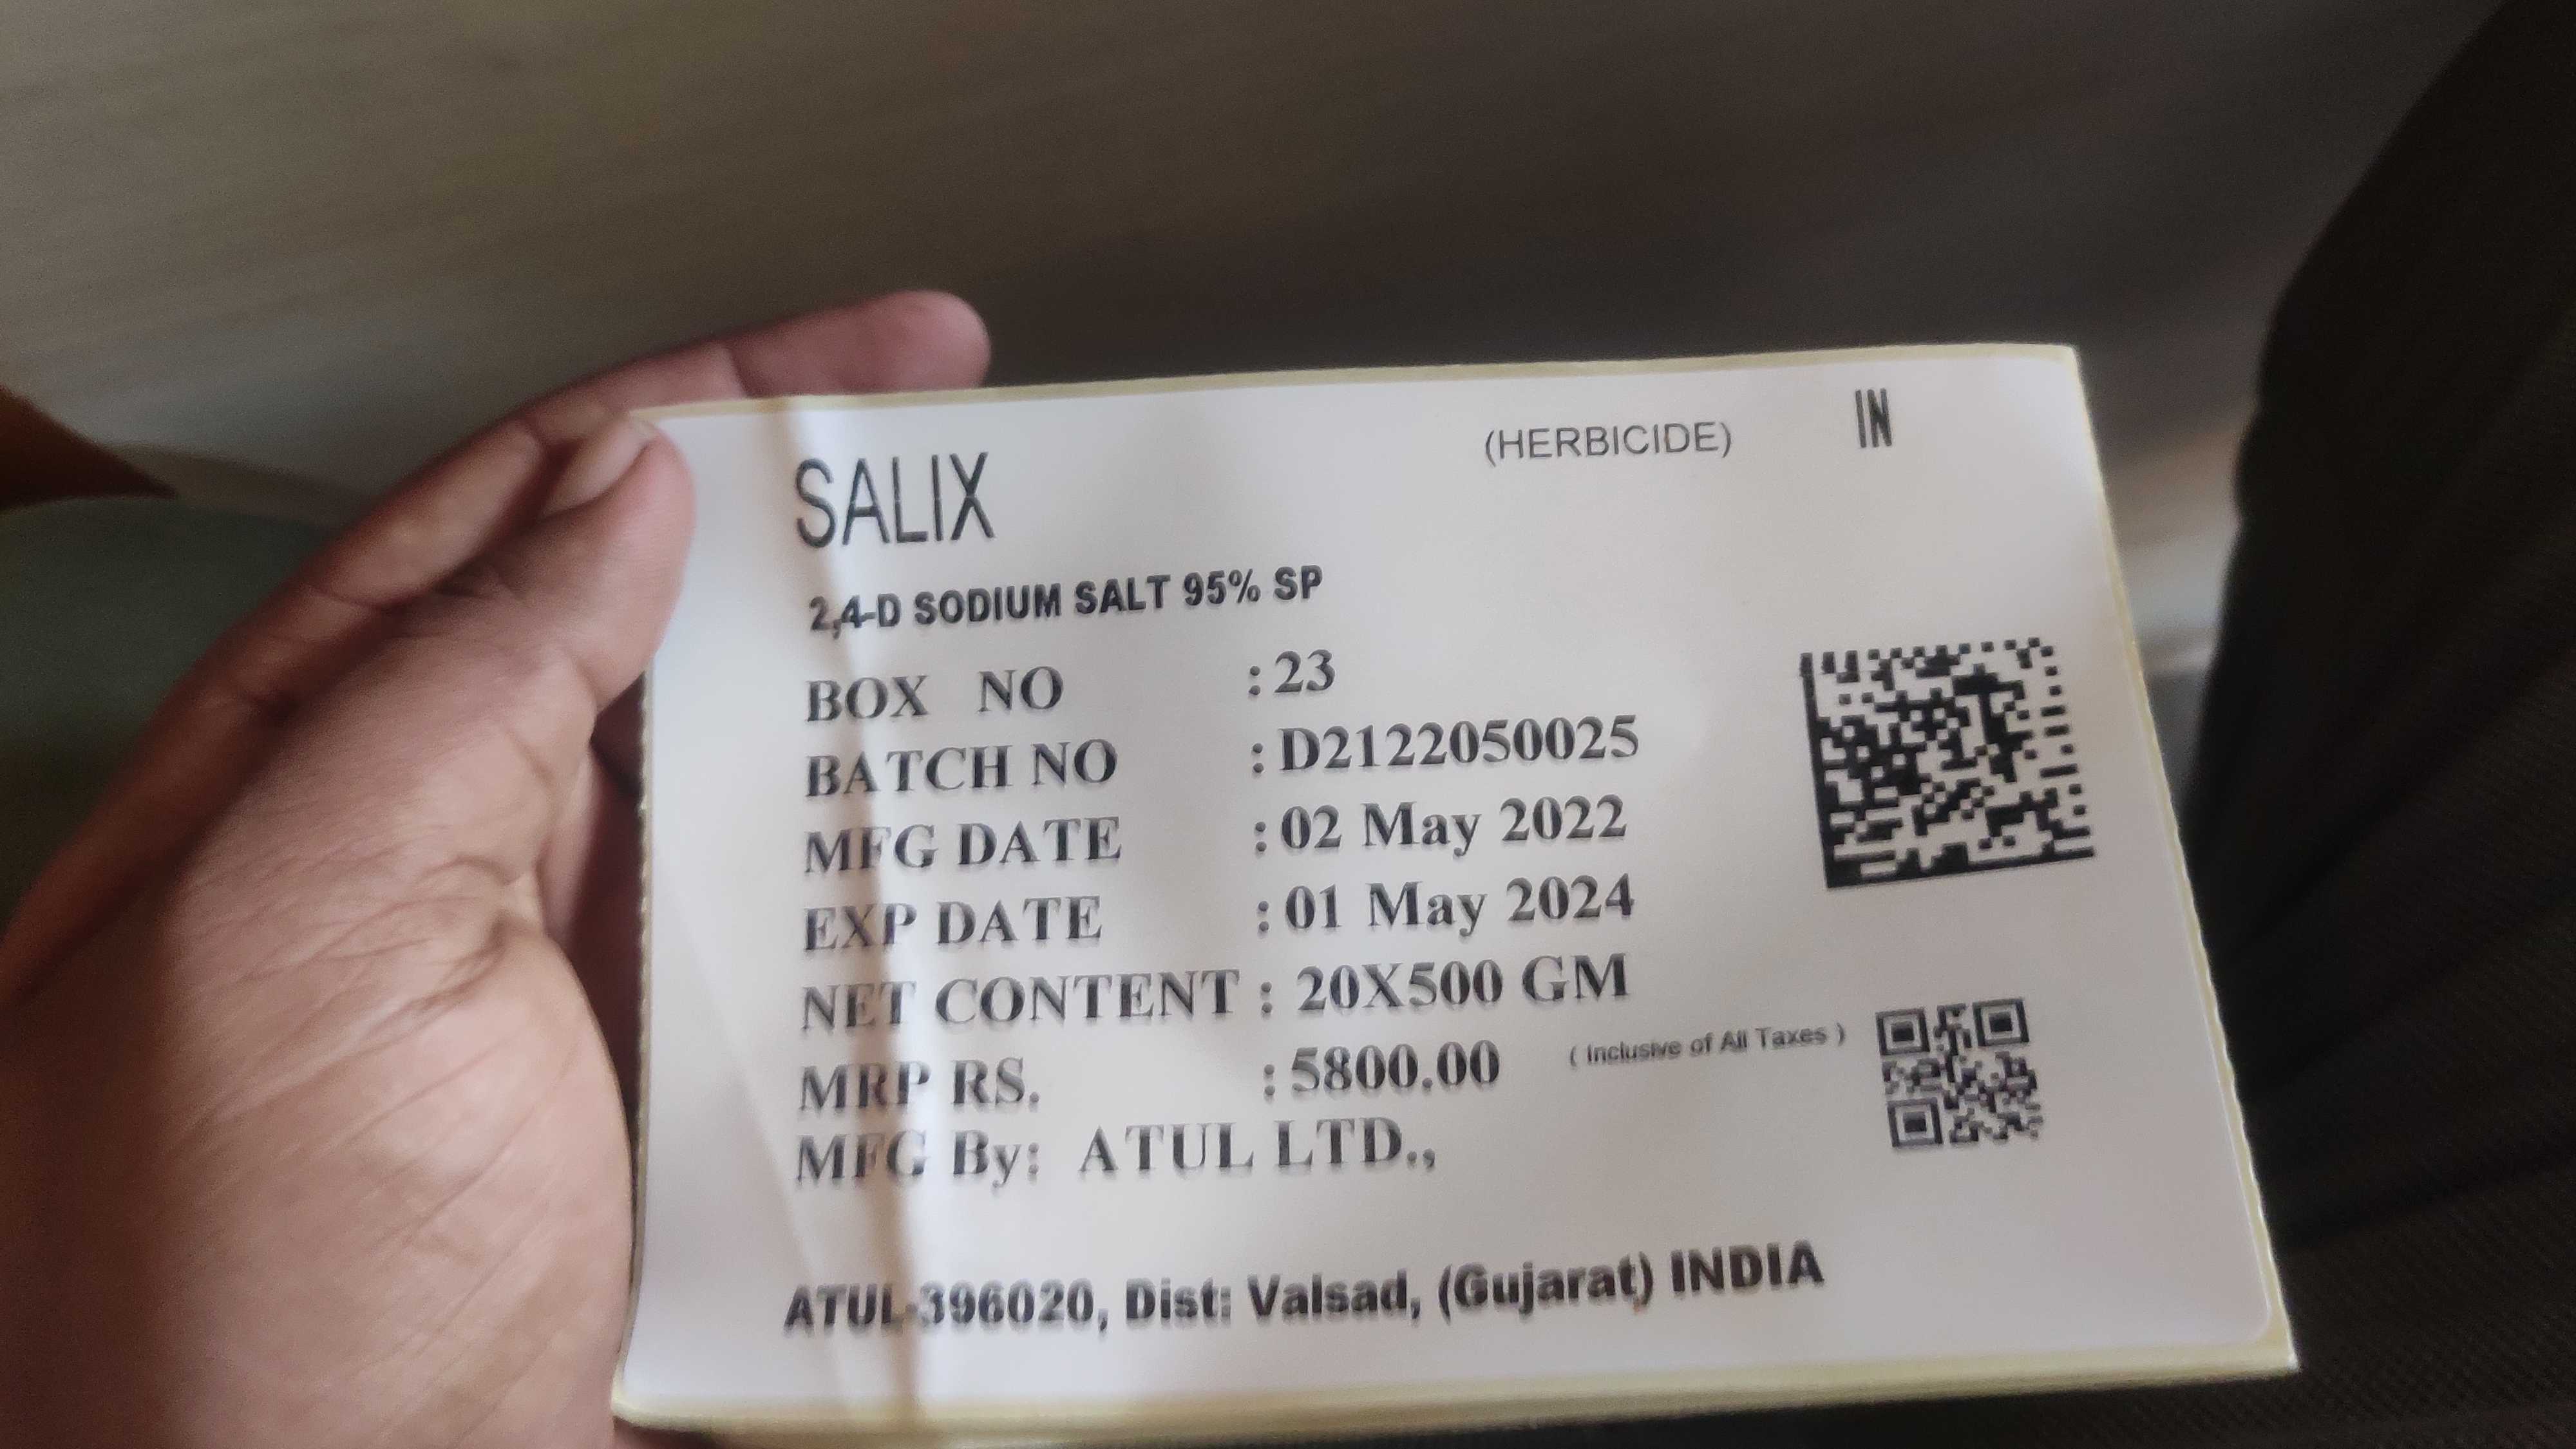 SALIX (HERBICIDE) IN
2,4-D SODIUM SALT 95% SP
BOX NO : 23
BATCH NO : D2122050025
MFG DATE : 02 May 2022
EXP DATE : 01 May 2024
NET CONTENT : 20X500 GM
MRP RS. : 5800.00 ( Inclusive of All Taxes )
MFG By: ATUL LTD.,
ATUL-396020, Dist: Valsad, (Gujarat) INDIA